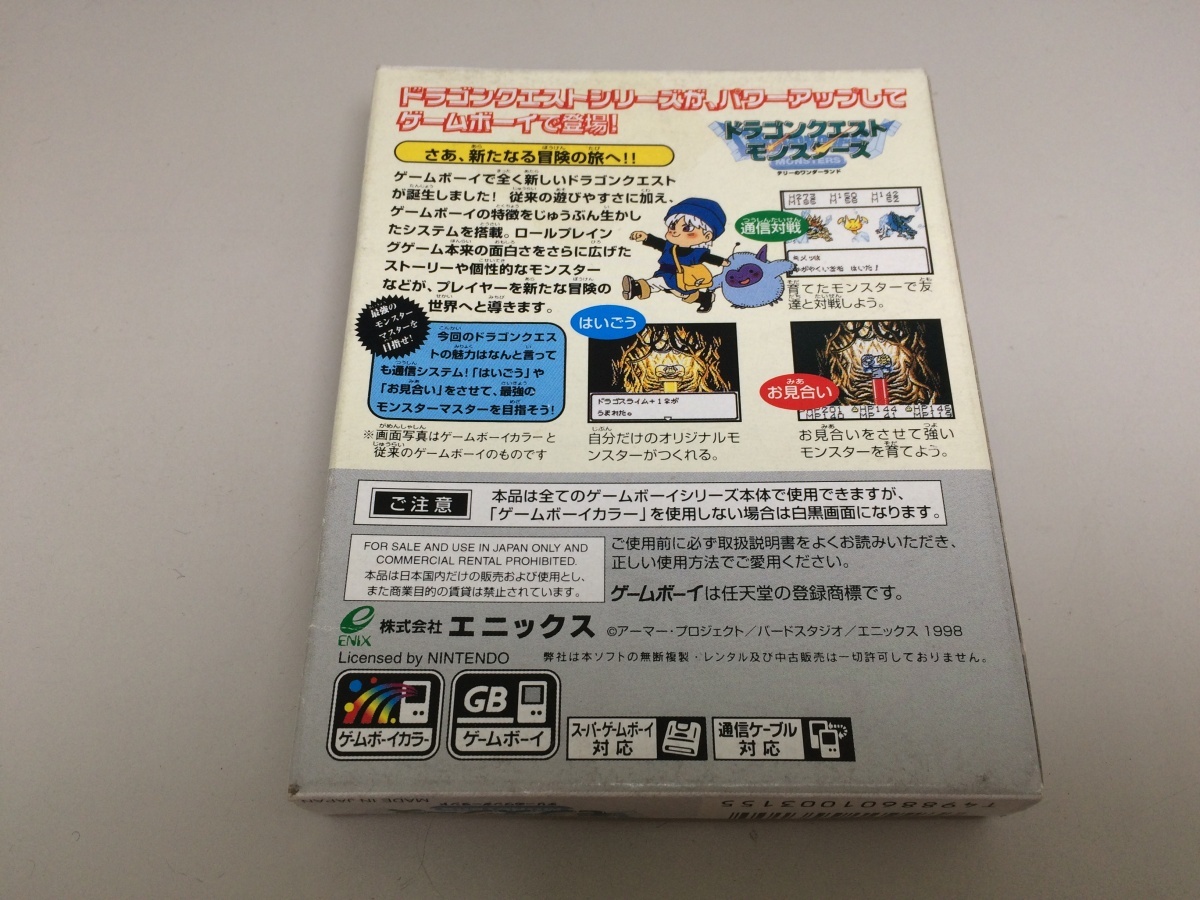 ドラゴンクエストシリーズが、パワーアップして
ゲームボーイで登場!
さあ、新たなる冒険の旅へ!!
ドラゴンクエスト
モンスターズ
MONSTERS
テリーのワンダーランド
ゲームボーイで全く新しいドラゴンクエスト
が誕生しました! 従来の遊びやすさに加え、
ゲームボーイの特徴をじゅうぶん生かし
たシステムを搭載。ロールプレイン
グゲーム本来の面白さをさらに広げた
ストーリーや個性的なモンスター
などが、プレイヤーを新たな冒険の
世界へと導きます。
通信対戦
つうしんたいせん
育てたモンスターで友
達と対戦しよう。
最強の
モンスター
マスターを
目指せ!
今回のドラゴンクエス
トの魅力はなんと言って
も通信システム!「はいごう」や
「お見合い」をさせて、最強の
モンスターマスターを目指そう!
※画面写真はゲームボーイカラーと
従来のゲームボーイのものです
はいごう
ドラゴスライム+12が
うまれた。
自分だけのオリジナルモ
ンスターがつくれる。
みあ
お見合い
お見合いをさせて強い
モンスターを育てよう。
ご注意
本品は全てのゲームボーイシリーズ本体で使用できますが、
「ゲームボーイカラー」を使用しない場合は白黒画面になります。
FOR SALE AND USE IN JAPAN ONLY AND
COMMERCIAL RENTAL PROHIBITED.
本品は日本国内だけの販売および使用とし、
また商業目的の賃貸は禁止されています。
ご使用前に必ず取扱説明書をよくお読みいただき、
正しい使用方法でご愛用ください。
ゲームボーイは任天堂の登録商標です。
ENIX
株式会社 エニックス ©アーマー・プロジェクト/バードスタジオ/エニックス 1998
Licensed by NINTENDO 弊社は本ソフトの無断複製・レンタル及び中古販売は一切許可しておりません。
ゲームボーイカラー
GB
ゲームボーイ
スーパーゲームボーイ
対応
通信ケーブル
対応
MADE IN JAPAN
T4988601003155